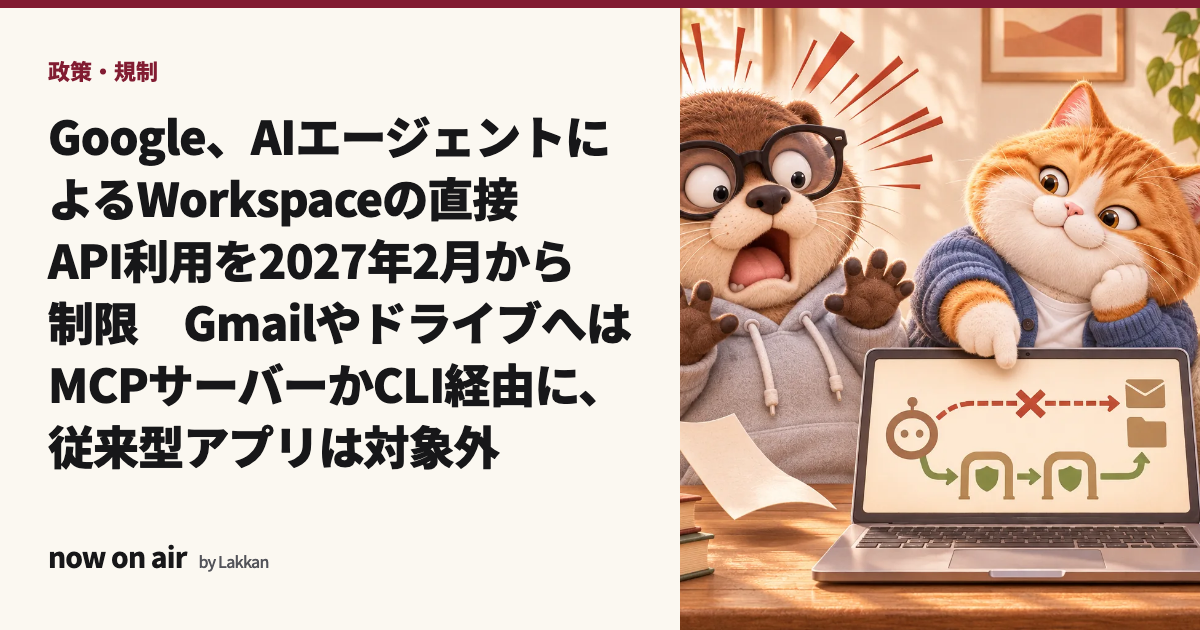 政策・規制
Google、AIエージェントに
よるWorkspaceの直接
API利用を2027年2月から
制限　Gmailやドライブへは 
MCPサーバーかCLI経由に、
従来型アプリは対象外
now on air by Lakkan